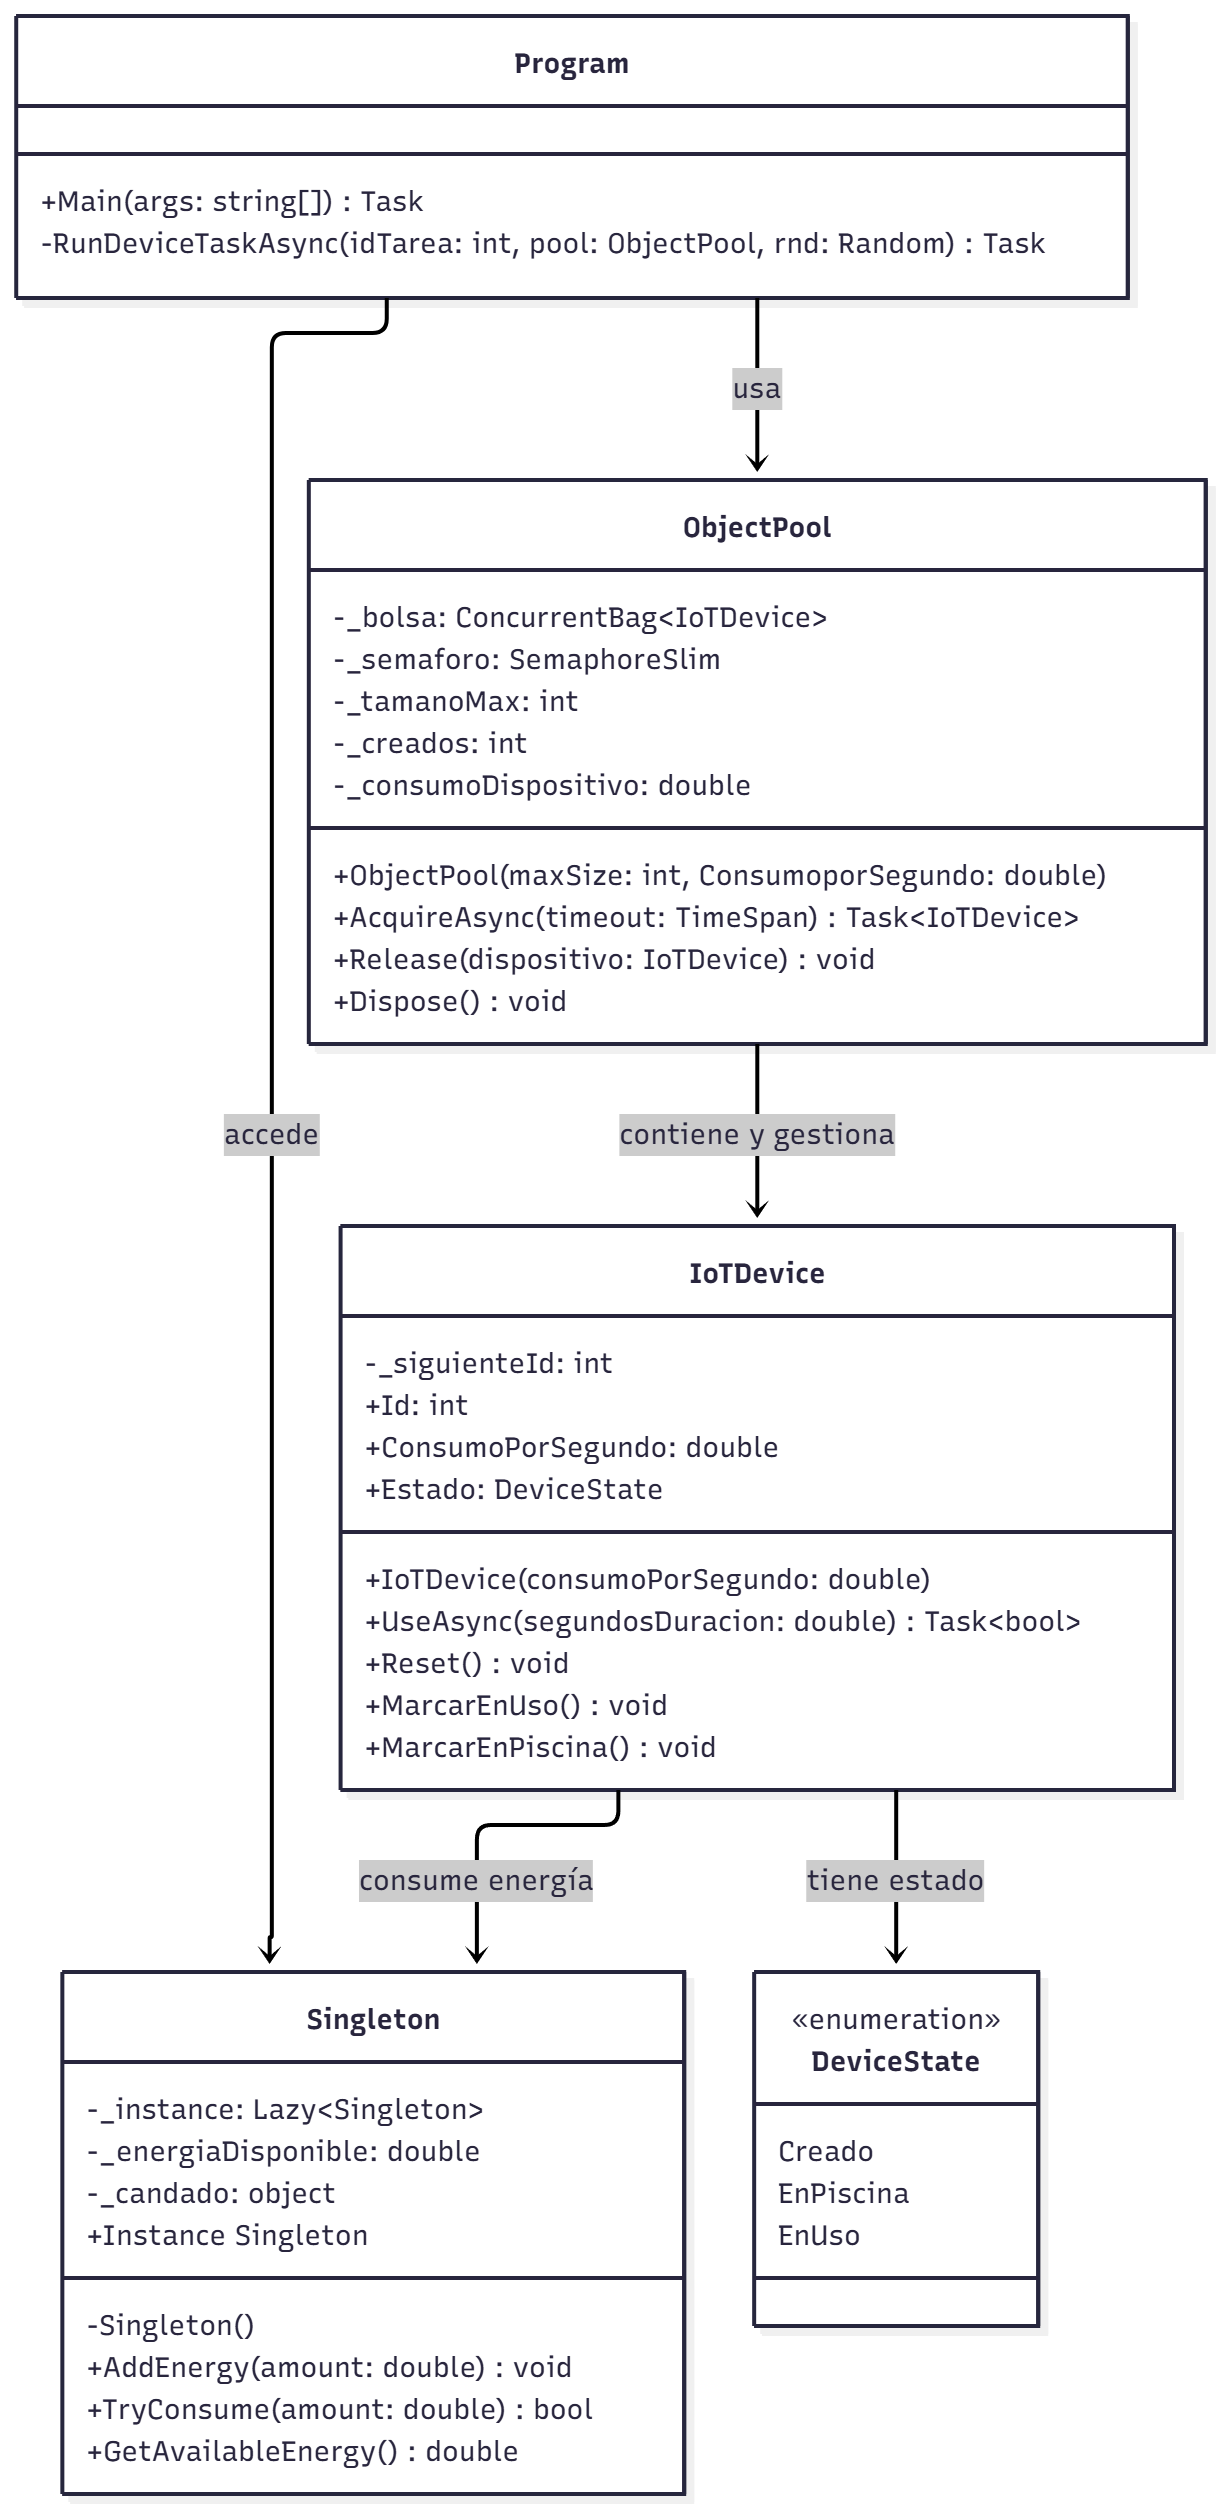 Program
+Main(args: string[]) : Task
-RunDeviceTaskAsync(idTarea: int, pool: ObjectPool, rnd: Random) : Task
usa
ObjectPool
-_bolsa: ConcurrentBag<IoTDevice>
-_semaforo: SemaphoreSlim
-_tamanoMax: int
-_creados: int
-_consumoDispositivo: double
+ObjectPool(maxSize: int, ConsumoporSegundo: double)
+AcquireAsync(timeout: TimeSpan) : Task<IoTDevice>
+Release(dispositivo: IoTDevice) : void
+Dispose() : void
accede
contiene y gestiona
IoTDevice
-_siguienteId: int
+Id: int
+ConsumoPorSegundo: double
+Estado: DeviceState
+IoTDevice(consumoPorSegundo: double)
+UseAsync(segundosDuracion: double) : Task<bool>
+Reset() : void
+MarcarEnUso() : void
+MarcarEnPiscina() : void
consume energía
tiene estado
Singleton
-_instance: Lazy<Singleton>
-_energiaDisponible: double
-_candado: object
+Instance Singleton
-Singleton()
+AddEnergy(amount: double) : void
+TryConsume(amount: double) : bool
+GetAvailableEnergy() : double
«enumeration»
DeviceState
Creado
EnPiscina
EnUso